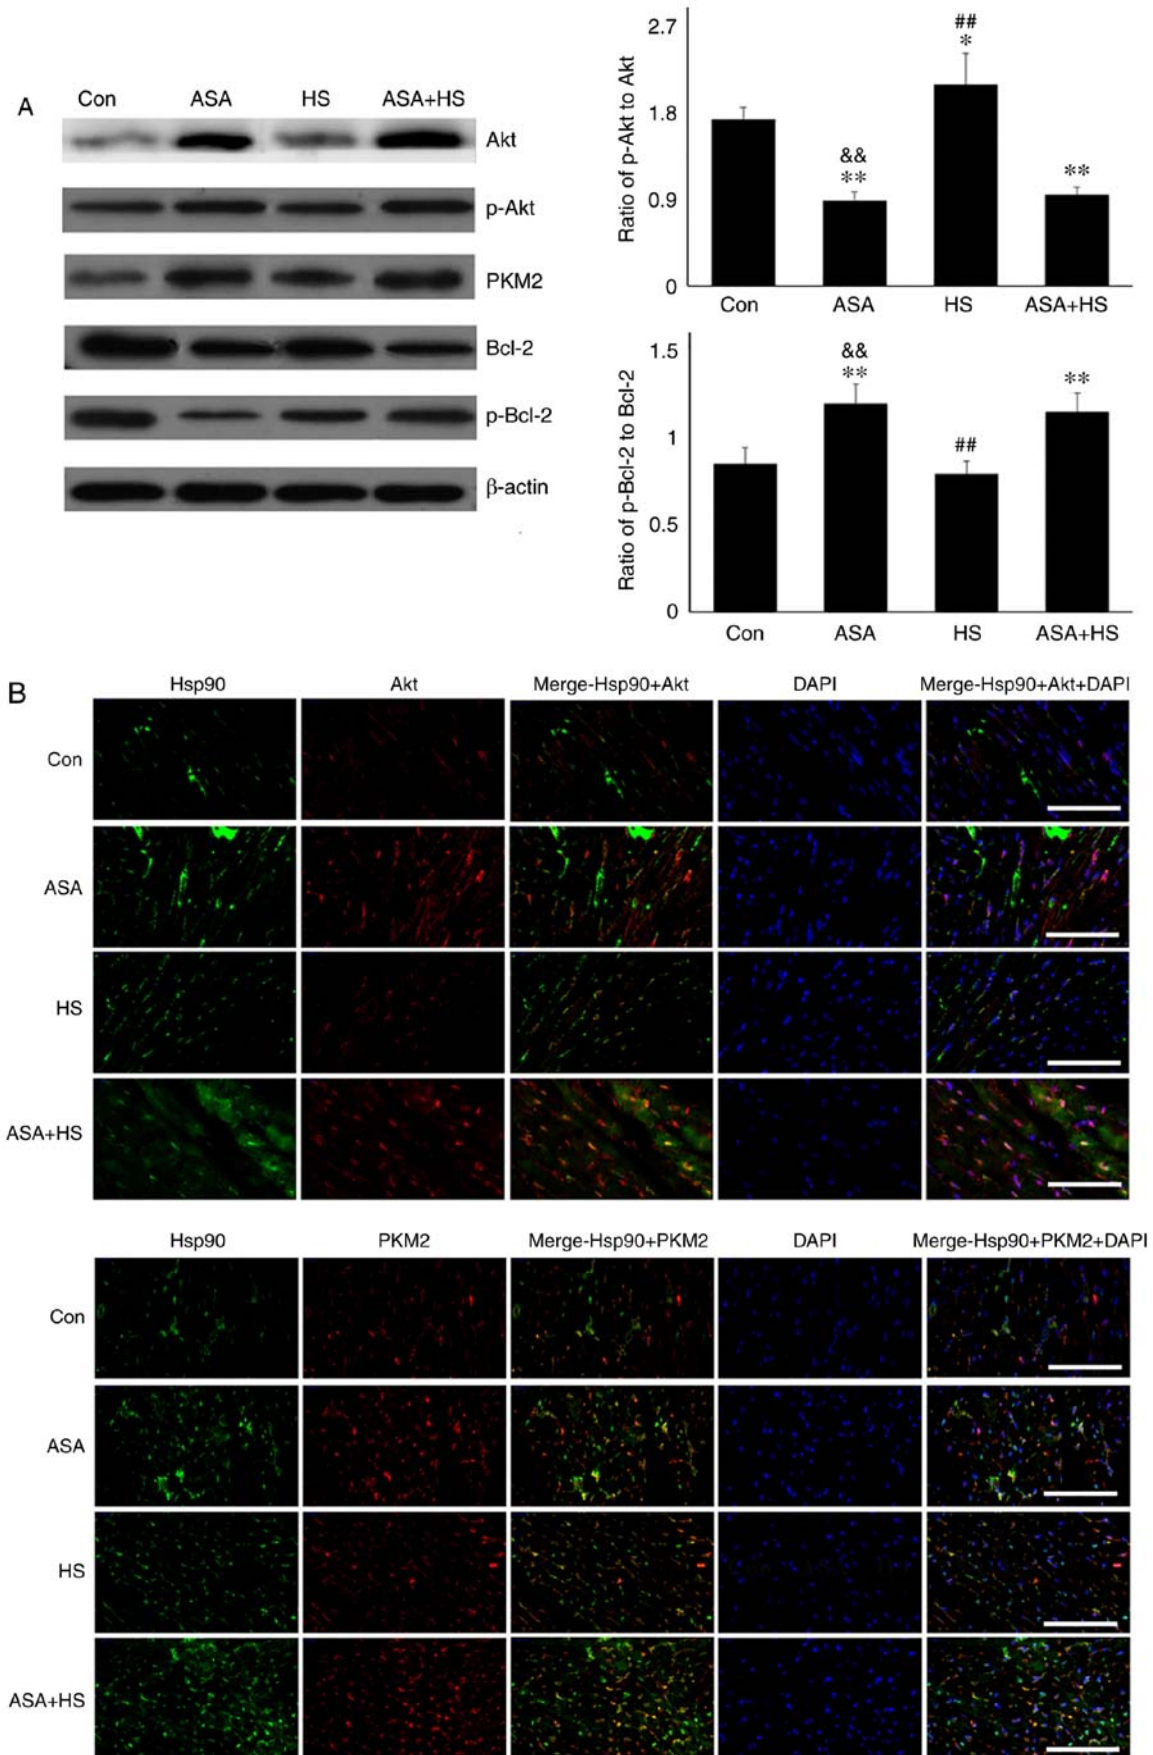 A
Con ASA HS ASA+HS
Akt
p-Akt
PKM2
Bcl-2
p-Bcl-2
β-actin
Ratio of p-Akt to Akt
2.7
1.8
0.9
0
&&
**
##
*
**
Con ASA HS ASA+HS
Ratio of p-Bcl-2 to Bcl-2
1.5
1
0.5
0
&&
**
##
**
Con ASA HS ASA+HS
B
Hsp90 Akt Merge-Hsp90+Akt DAPI Merge-Hsp90+Akt+DAPI
Con
ASA
HS
ASA+HS
Hsp90 PKM2 Merge-Hsp90+PKM2 DAPI Merge-Hsp90+PKM2+DAPI
Con
ASA
HS
ASA+HS